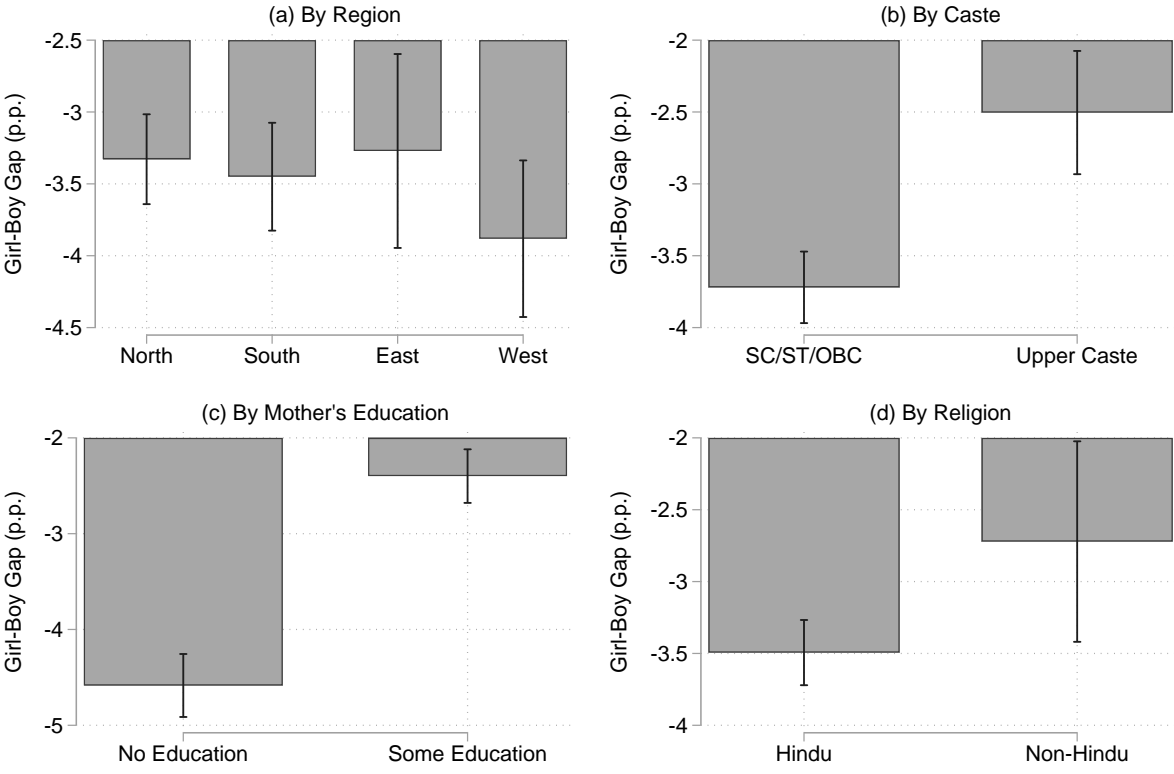 (a) By Region
Girl-Boy Gap (p.p.)
-2.5
-3
-3.5
-4
-4.5
North South East West
(b) By Caste
Girl-Boy Gap (p.p.)
-2
-2.5
-3
-3.5
-4
SC/ST/OBC Upper Caste
(c) By Mother's Education
Girl-Boy Gap (p.p.)
-2
-3
-4
-5
No Education Some Education
(d) By Religion
Girl-Boy Gap (p.p.)
-2
-2.5
-3
-3.5
-4
Hindu Non-Hindu